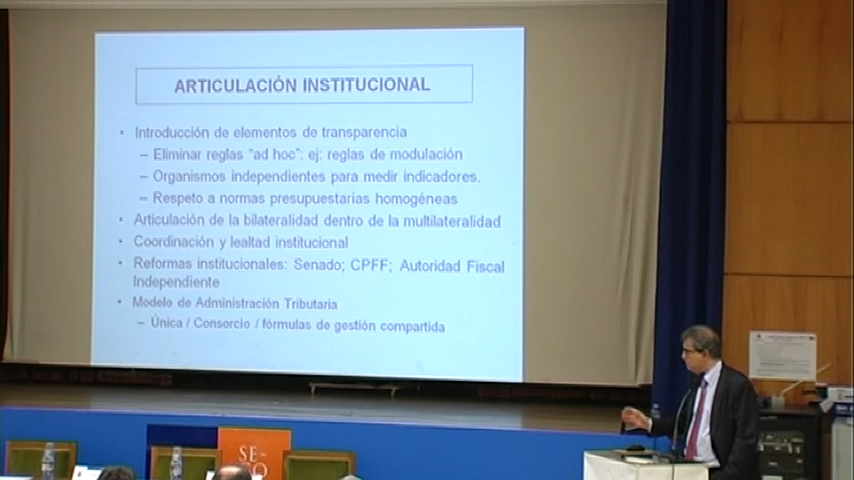 ARTICULACIÓN INSTITUCIONAL
• Introducción de elementos de transparencia
– Eliminar reglas "ad hoc": ej: reglas de modulación
– Organismos independientes para medir indicadores.
– Respeto a normas presupuestarias homogéneas
• Articulación de la bilateralidad dentro de la multilateralidad
• Coordinación y lealtad institucional
• Reformas institucionales: Senado; CPFF; Autoridad Fiscal
Independiente
• Modelo de Administración Tributaria
– Única / Consorcio / fórmulas de gestión compartida
SE~